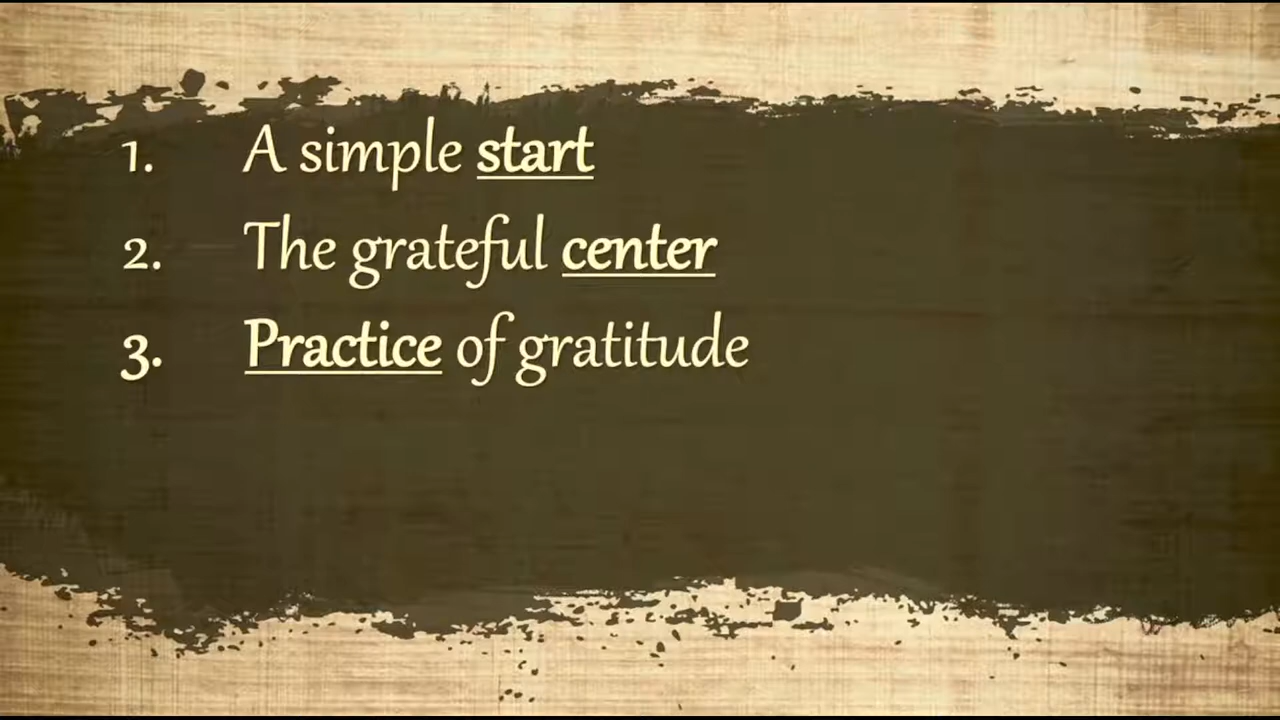 1. A simple start
2. The grateful center
3. Practice of gratitude